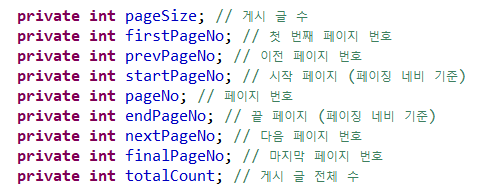 private int pageSize; // 게시 글 수
private int firstPageNo; // 첫 번째 페이지 번호
private int prevPageNo; // 이전 페이지 번호
private int startPageNo; // 시작 페이지 (페이징 네비 기준)
private int pageNo; // 페이지 번호
private int endPageNo; // 끝 페이지 (페이징 네비 기준)
private int nextPageNo; // 다음 페이지 번호
private int finalPageNo; // 마지막 페이지 번호
private int totalCount; // 게시 글 전체 수